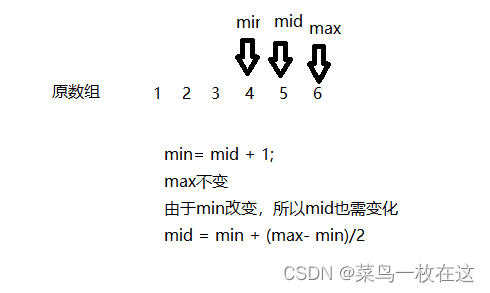 min mid max
原数组 1 2 3 4 5 6
min= mid + 1;
max不变
由于min改变，所以mid也需变化
mid = min + (max- min)/2
CSDN @菜鸟一枚在这